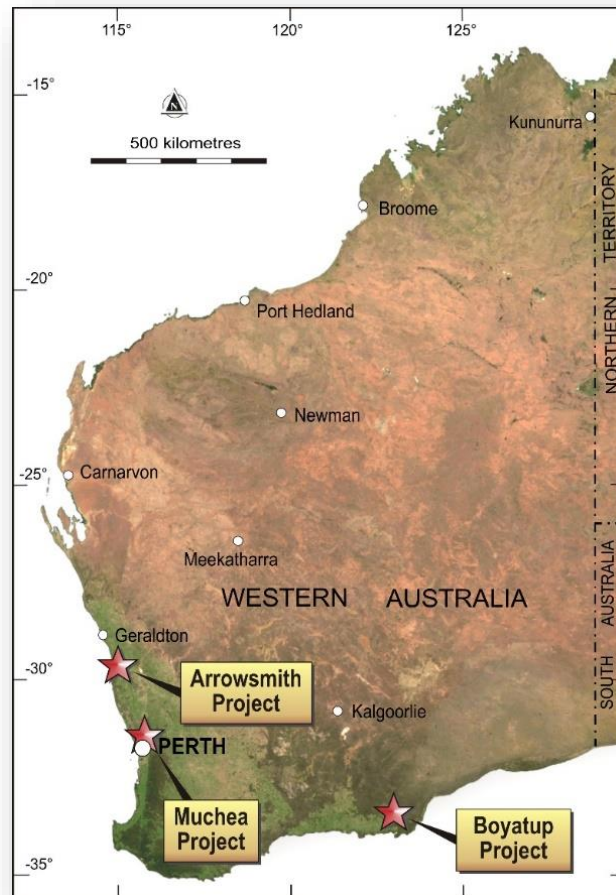 115°
120°
125°
-15°
N
500 kilometres
Kununurra
Broome
NORTHERN TERRITORY
-20°
Port Hedland
Newman
-25°
Carnarvon
Meekatharra
WESTERN AUSTRALIA
SOUTH AUSTRALIA
Geraldton
-30°
Arrowsmith
Project
Kalgoorlie
PERTH
Muchea
Project
Boyatup
Project
-35°